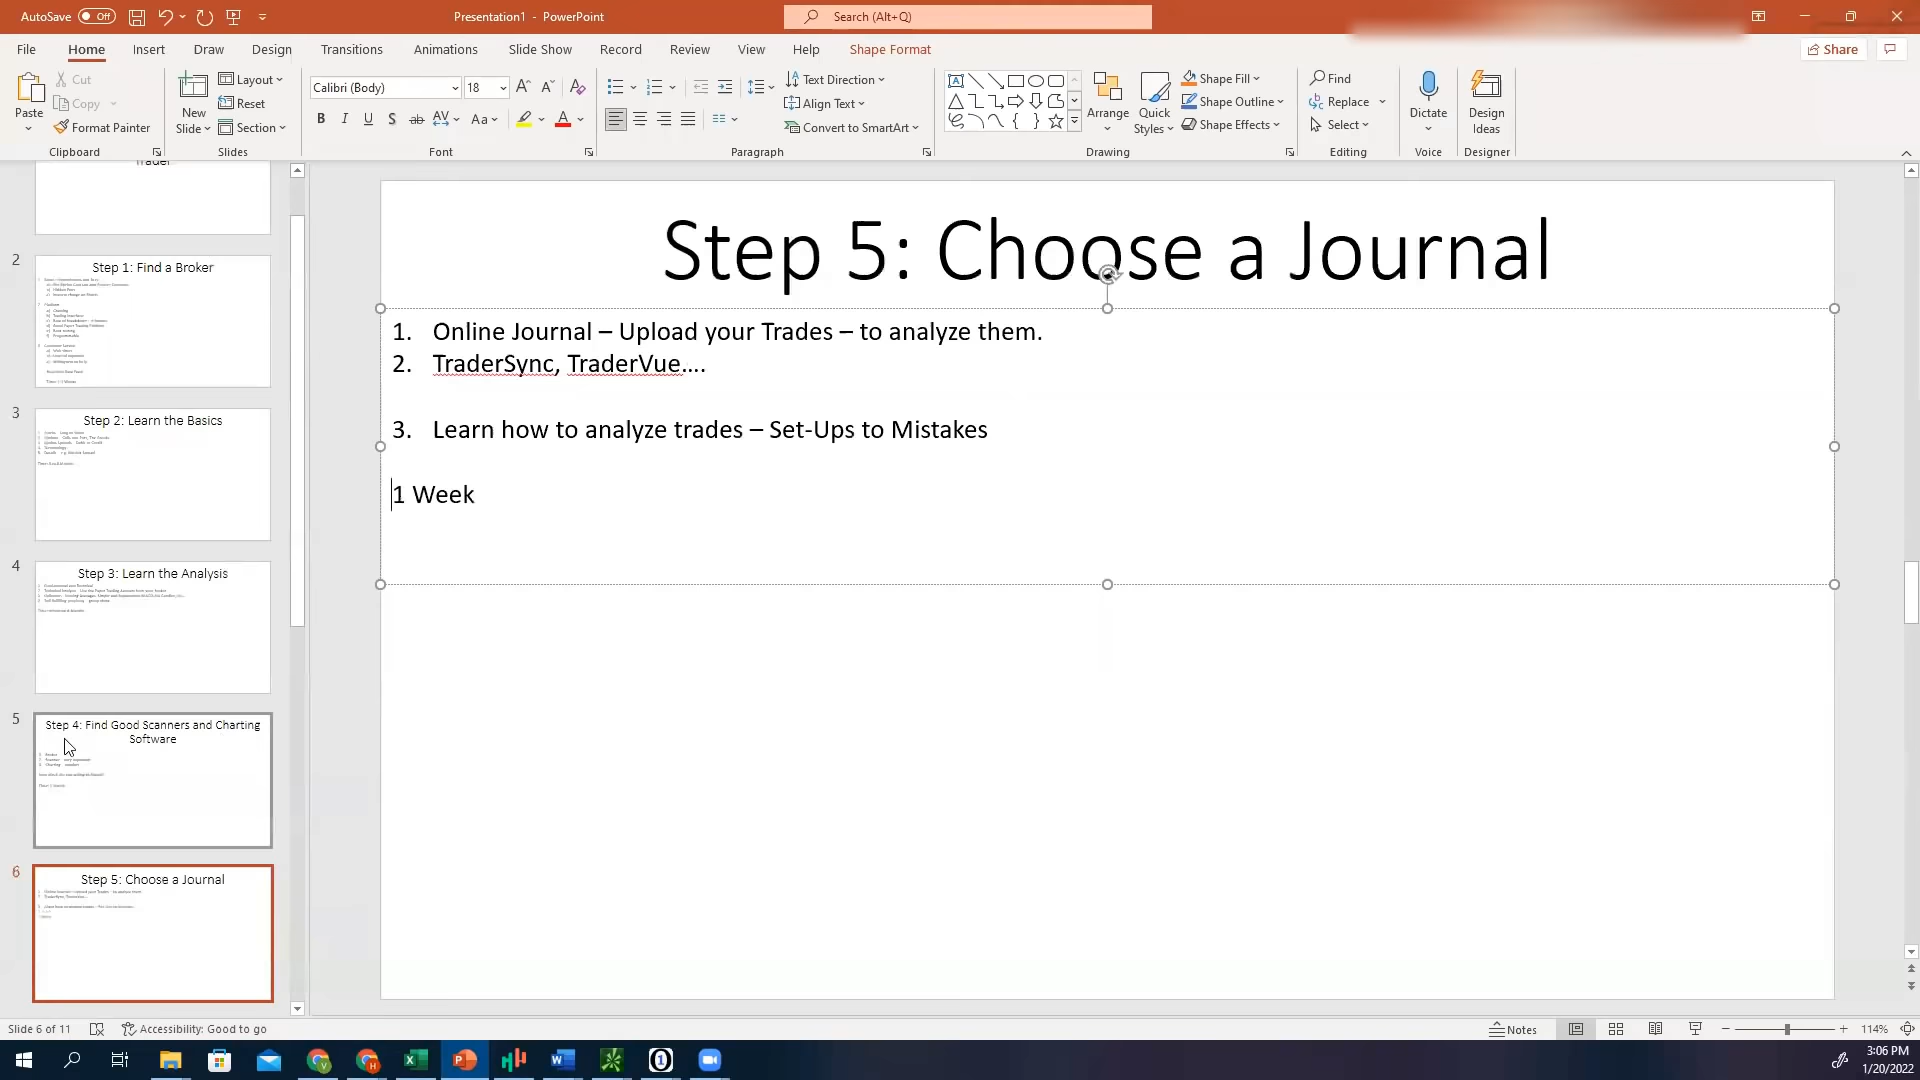 AutoSave Off
Presentation1 - PowerPoint
Search (Alt+Q)
File Home Insert Draw Design Transitions Animations Slide Show Record Review View Help Shape Format
Share
Paste
Cut
Copy
Format Painter
Clipboard
New Slide
Layout
Reset
Section
Slides
Calibri (Body) 18
Font
Text Direction
Align Text
Convert to SmartArt
Paragraph
Arrange
Quick Styles
Shape Fill
Shape Outline
Shape Effects
Drawing
Find
Replace
Select
Editing
Dictate
Voice
Design Ideas
Designer
Trader
2
Step 1: Find a Broker
3
Step 2: Learn the Basics
4
Step 3: Learn the Analysis
5
Step 4: Find Good Scanners and Charting
Software
6
Step 5: Choose a Journal
Step 5: Choose a Journal
1. Online Journal – Upload your Trades – to analyze them.
2. TraderSync, TraderVue….
3. Learn how to analyze trades – Set-Ups to Mistakes
1 Week
Slide 6 of 11
Accessibility: Good to go
Notes
114%
3:06 PM
1/20/2022